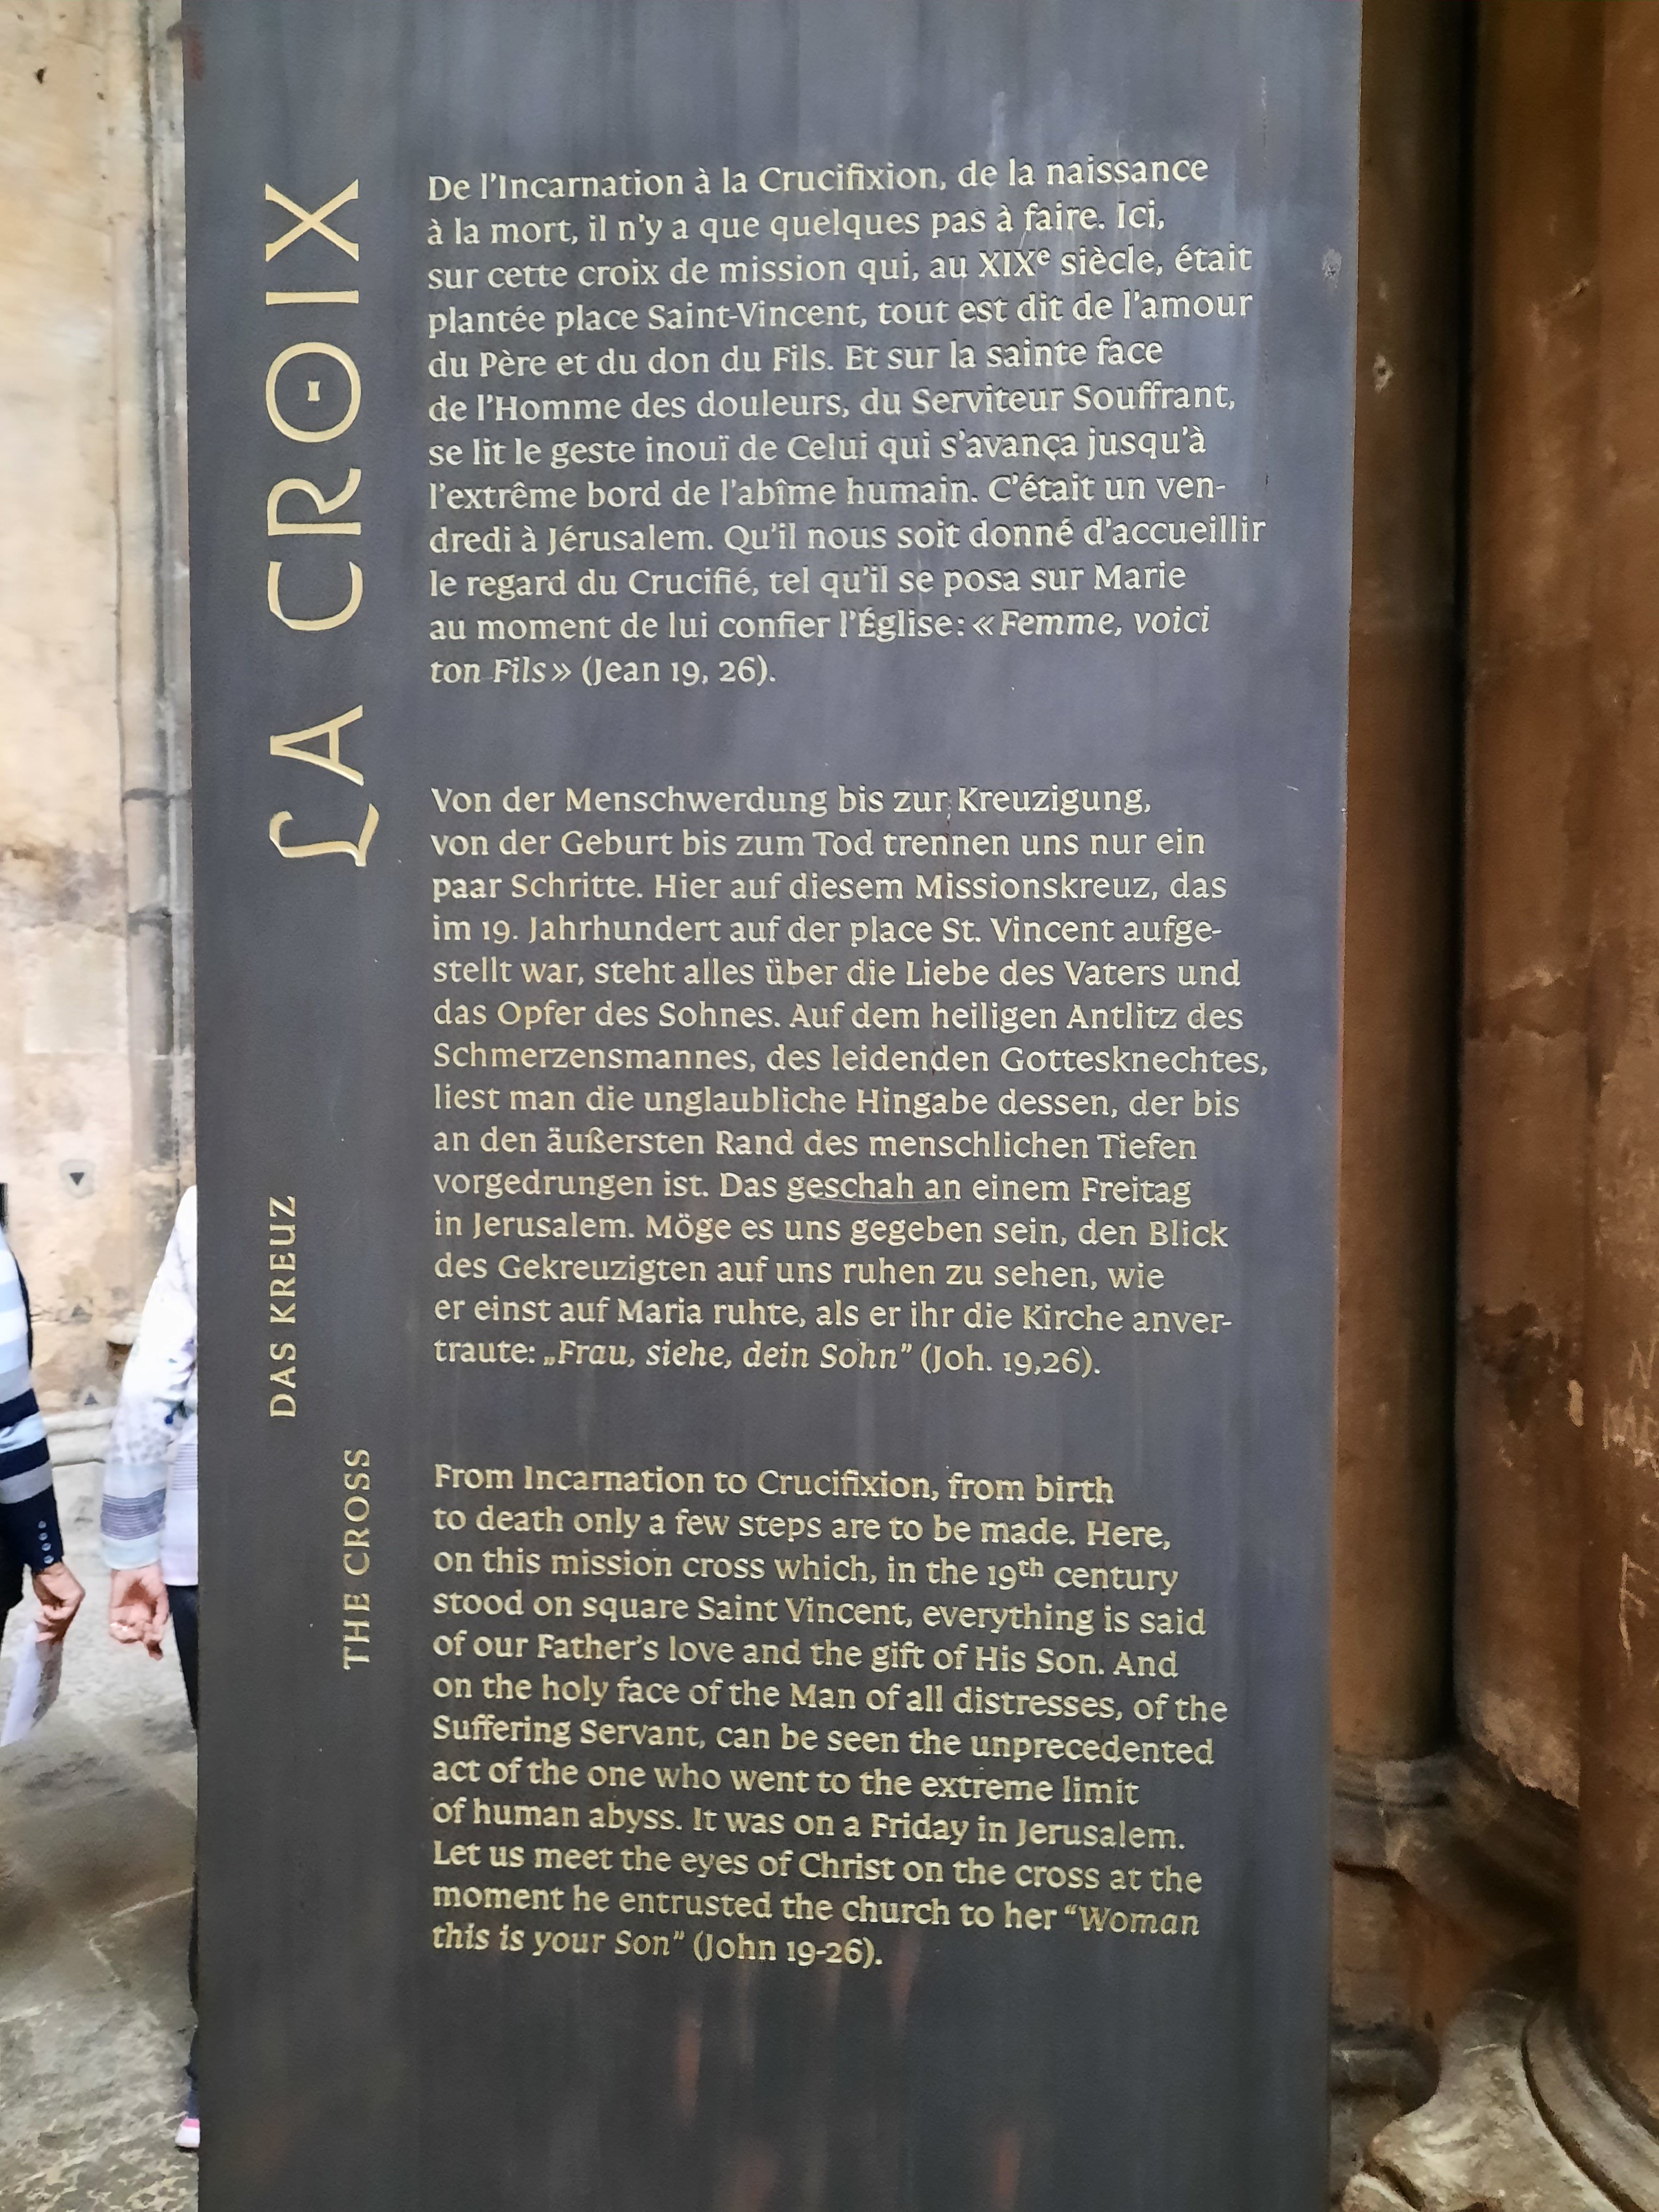 LA CROIX
De l'Incarnation à la Crucifixion, de la naissance
à la mort, il n'y a que quelques pas à faire. Ici,
sur cette croix de mission qui, au XIXe siècle, était
plantée place Saint-Vincent, tout est dit de l'amour
du Père et du don du Fils. Et sur la sainte face
de l'Homme des douleurs, du Serviteur Souffrant,
se lit le geste inouï de Celui qui s'avança jusqu'à
l'extrême bord de l'abîme humain. C'était un ven-
dredi à Jérusalem. Qu'il nous soit donné d'accueillir
le regard du Crucifié, tel qu'il se posa sur Marie
au moment de lui confier l'Église: « Femme, voici
ton Fils » (Jean 19, 26).
DAS KREUZ
Von der Menschwerdung bis zur Kreuzigung,
von der Geburt bis zum Tod trennen uns nur ein
paar Schritte. Hier auf diesem Missionskreuz, das
im 19. Jahrhundert auf der place St. Vincent aufge-
stellt war, steht alles über die Liebe des Vaters und
das Opfer des Sohnes. Auf dem heiligen Antlitz des
Schmerzensmannes, des leidenden Gottesknechtes,
liest man die unglaubliche Hingabe dessen, der bis
an den äußersten Rand des menschlichen Tiefen
vorgedrungen ist. Das geschah an einem Freitag
in Jerusalem. Möge es uns gegeben sein, den Blick
des Gekreuzigten auf uns ruhen zu sehen, wie
er einst auf Maria ruhte, als er ihr die Kirche anver-
traute: „Frau, siehe, dein Sohn” (Joh. 19,26).
THE CROSS
From Incarnation to Crucifixion, from birth
to death only a few steps are to be made. Here,
on this mission cross which, in the 19th century
stood on square Saint Vincent, everything is said
of our Father's love and the gift of His Son. And
on the holy face of the Man of all distresses, of the
Suffering Servant, can be seen the unprecedented
act of the one who went to the extreme limit
of human abyss. It was on a Friday in Jerusalem.
Let us meet the eyes of Christ on the cross at the
moment he entrusted the church to her “Woman
this is your Son” (John 19-26).